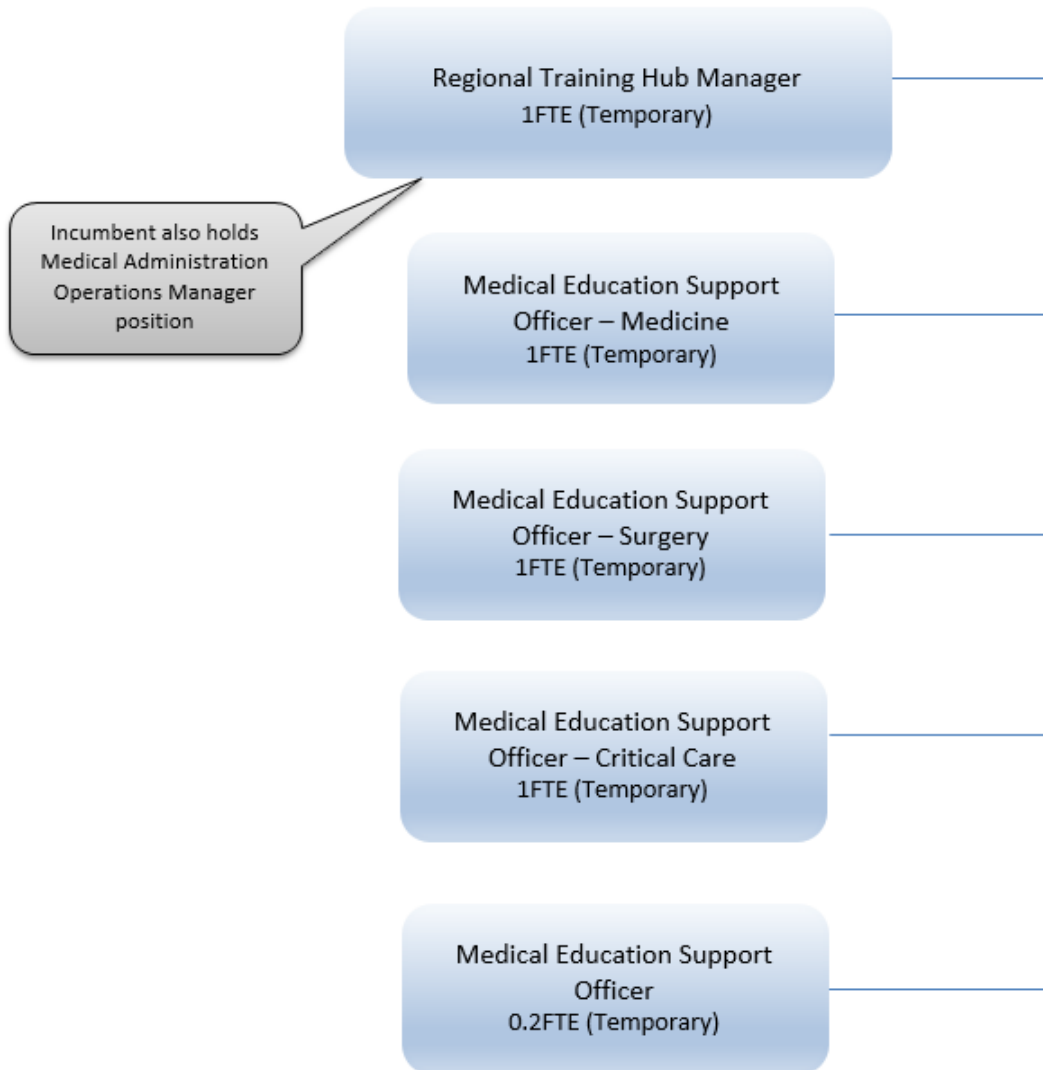 Regional Training Hub Manager
1FTE (Temporary)
Incumbent also holds
Medical Administration
Operations Manager
position
Medical Education Support
Officer – Medicine
1FTE (Temporary)
Medical Education Support
Officer – Surgery
1FTE (Temporary)
Medical Education Support
Officer – Critical Care
1FTE (Temporary)
Medical Education Support
Officer
0.2FTE (Temporary)